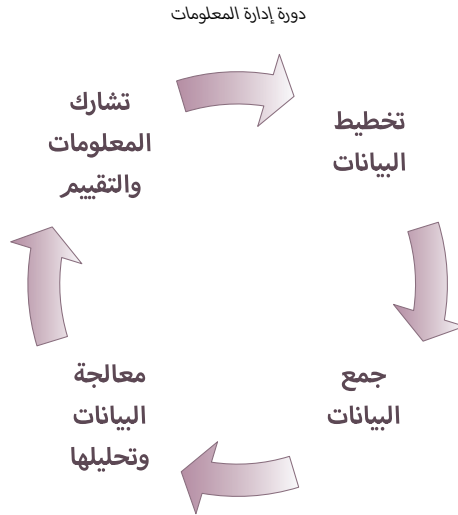 دورة إدارة المعلومات
تخطيط
البيانات
جمع
البيانات
معالجة
البيانات
وتحليلها
تشارك
المعلومات
والتقييم